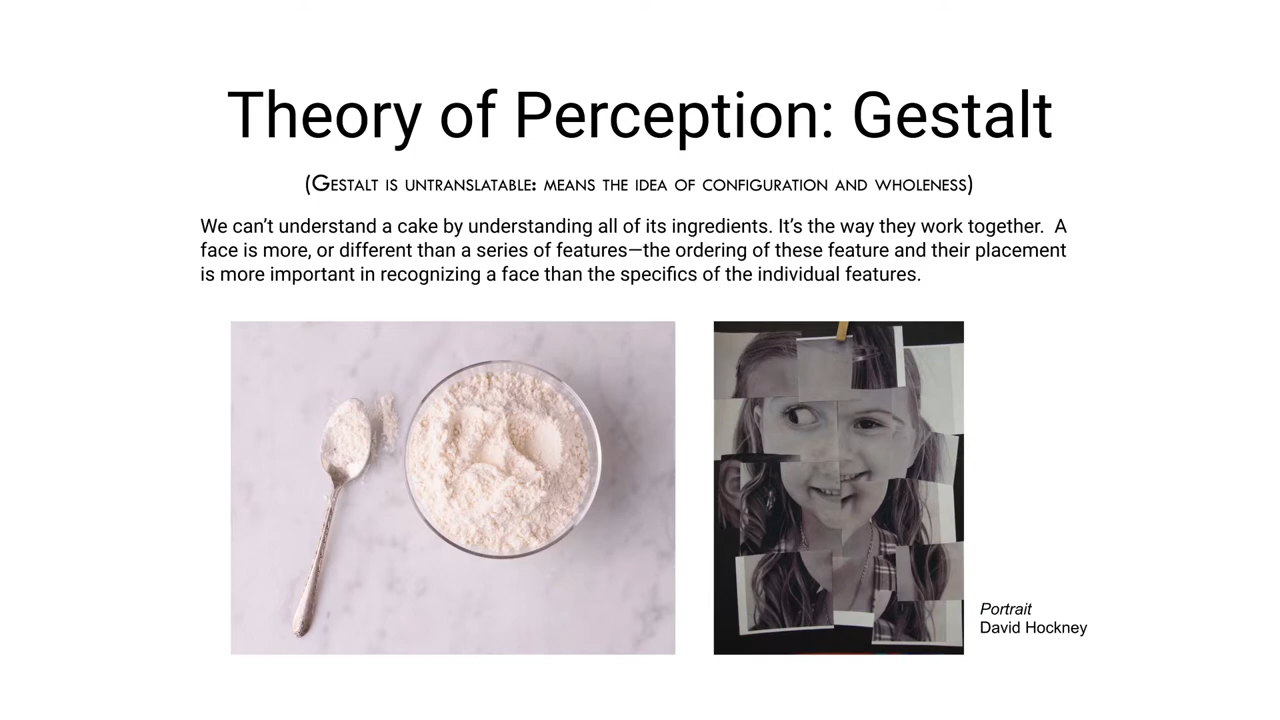 Theory of Perception: Gestalt
(Gestalt is untranslatable: means the idea of configuration and wholeness)
We can’t understand a cake by understanding all of its ingredients. It’s the way they work together.  A
face is more, or different than a series of features—the ordering of these feature and their placement
is more important in recognizing a face than the specifics of the individual features.
Portrait
David Hockney